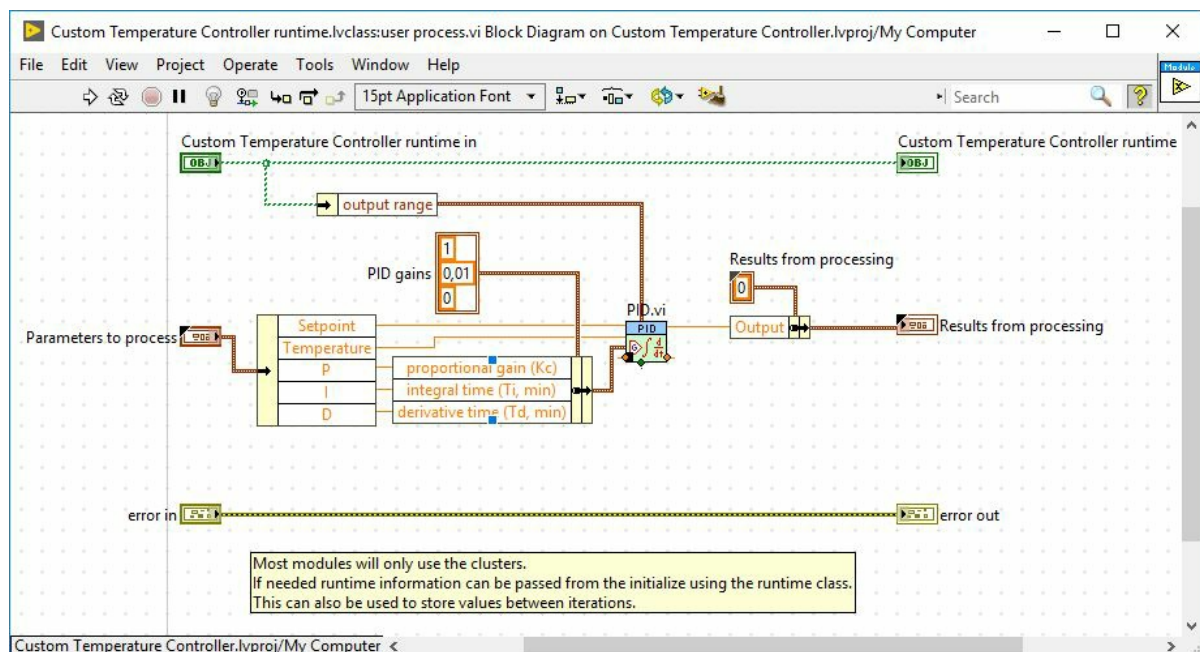 Custom Temperature Controller runtime.lvclass:user process.vi Block Diagram on Custom Temperature Controller.lvproj/My Computer
File Edit View Project Operate Tools Window Help
15pt Application Font
Search
Modulo
Custom Temperature Controller runtime in
OBJ
Custom Temperature Controller runtime
OBJ
output range
PID gains
1
0,01
0
Results from processing
0
PID.vi
PID
Parameters to process
Setpoint
Temperature
P
I
D
proportional gain (Kc)
integral time (Ti, min)
derivative time (Td, min)
Output
Results from processing
error in
error out
Most modules will only use the clusters.
If needed runtime information can be passed from the initialize using the runtime class.
This can also be used to store values between iterations.
Custom Temperature Controller.lvproj/My Computer